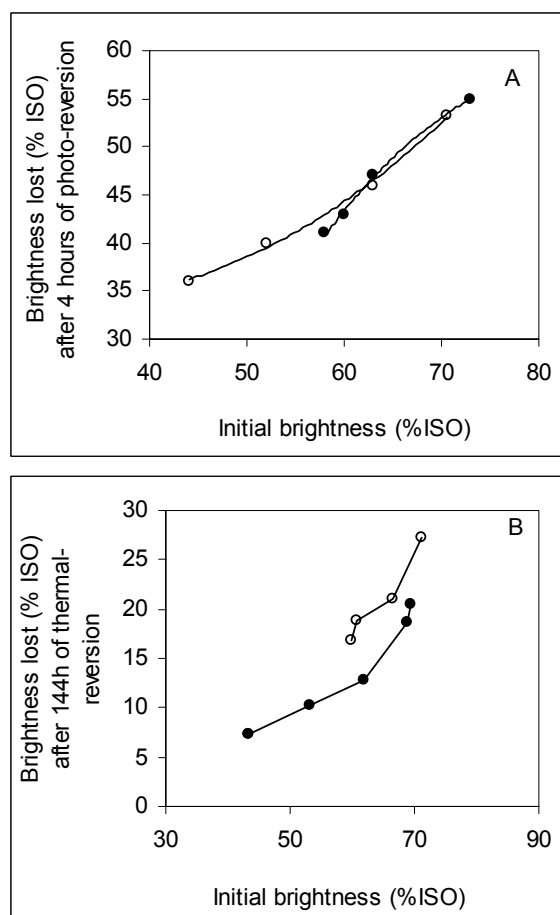 Brightness lost (% ISO)
after 4 hours of photo-reversion
60
55
50
45
40
35
30
A
40 50 60 70 80
Initial brightness (%ISO)
Brightness lost (% ISO)
after 144h of thermal-
reversion
30
25
20
15
10
5
0
B
30 50 70 90
Initial brightness (%ISO)